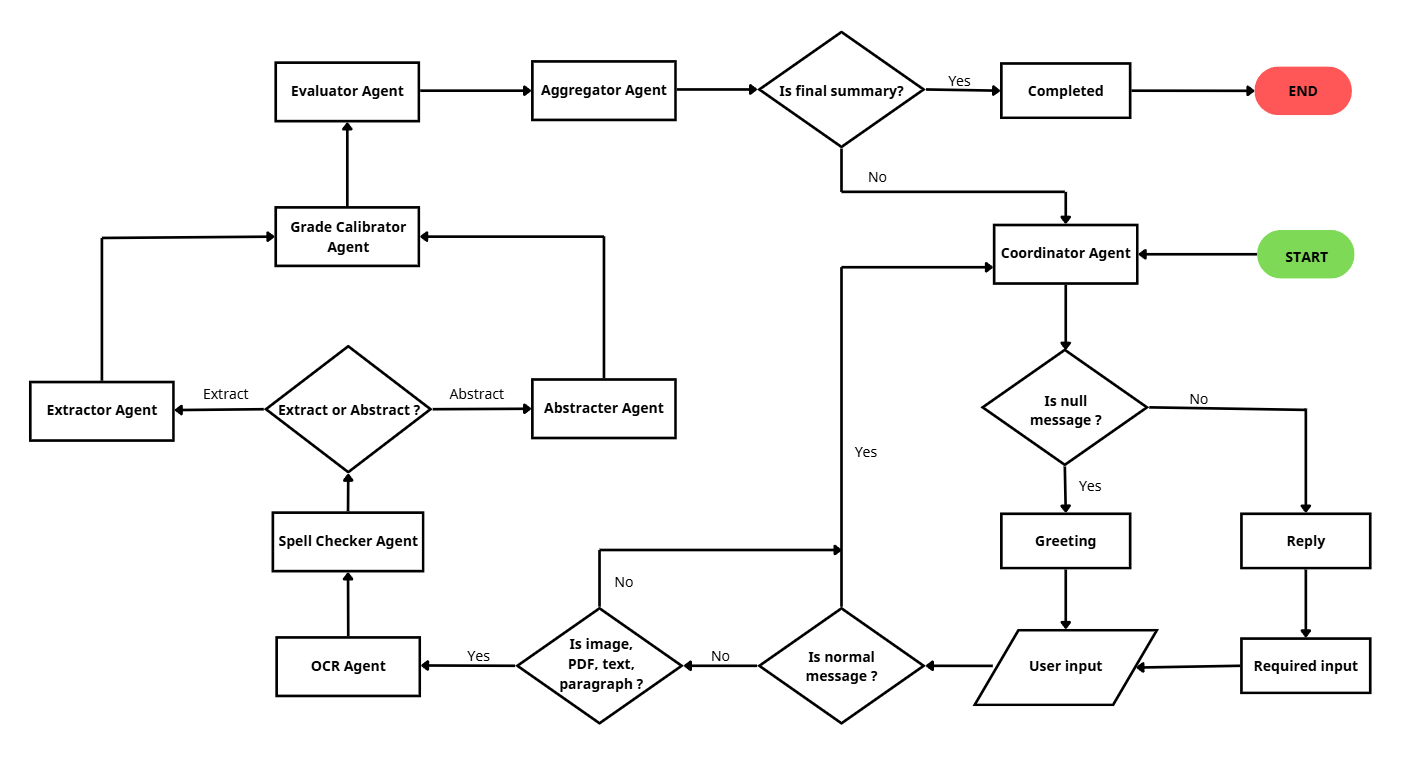 Evaluator Agent
Aggregator Agent
Is final summary?
Yes
Completed
END
No
Grade Calibrator
Agent
Coordinator Agent
START
Extractor Agent
Extract
Extract or Abstract ?
Abstract
Abstracter Agent
Is null
message ?
No
Yes
Yes
Spell Checker Agent
Greeting
Reply
No
OCR Agent
Yes
Is image,
PDF, text,
paragraph ?
No
Is normal
message ?
User input
Required input